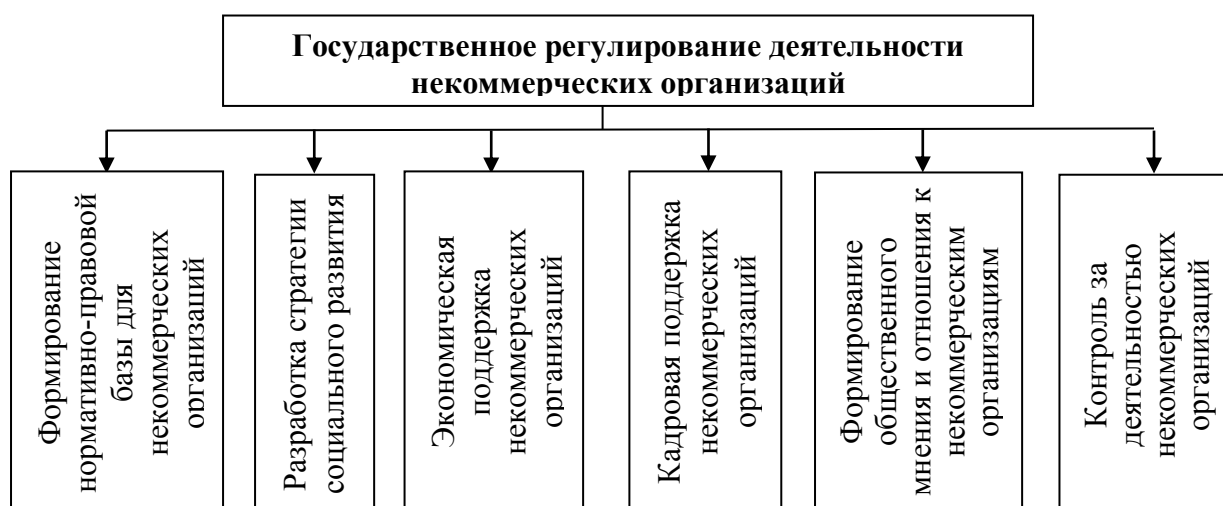 Государственное регулирование деятельности
некоммерческих организаций
Формирование
нормативно-правовой
базы для
некоммерческих
организаций
Разработка стратегии
социального развития
Экономическая
поддержка
некоммерческих
организаций
Кадровая поддержка
некоммерческих
организаций
Формирование
общественного
мнения и отношения к
некоммерческим
организациям
Контроль за
деятельностью
некоммерческих
организаций